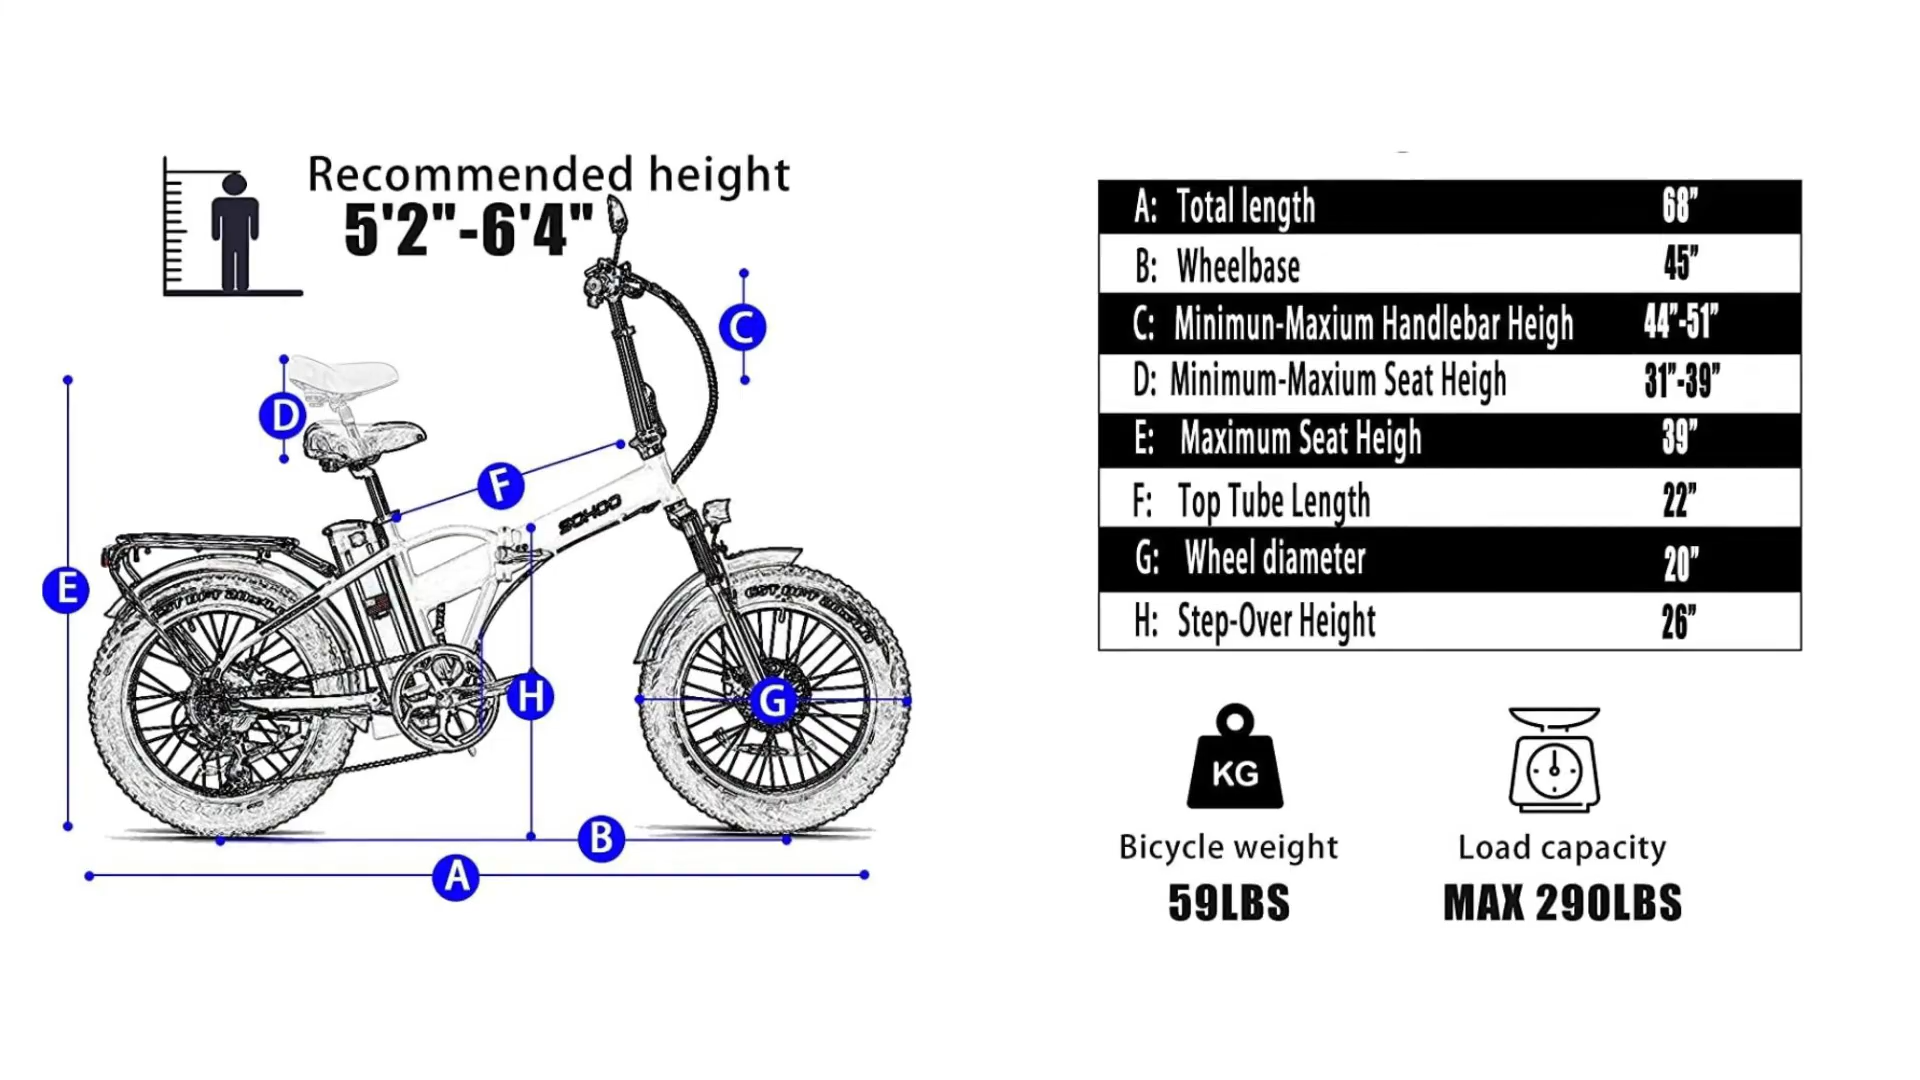 Recommended height
5'2"-6'4"
C
D
F
SOHOO
E
H
G
B
A
A: Total length 68”
B: Wheelbase 45”
C: Minimun-Maxium Handlebar Heigh 44”-51”
D: Minimum-Maxium Seat Heigh 31”-39”
E: Maximum Seat Heigh 39”
F: Top Tube Length 22”
G: Wheel diameter 20”
H: Step-Over Height 26”
KG
Bicycle weight
59LBS
Load capacity
MAX 290LBS